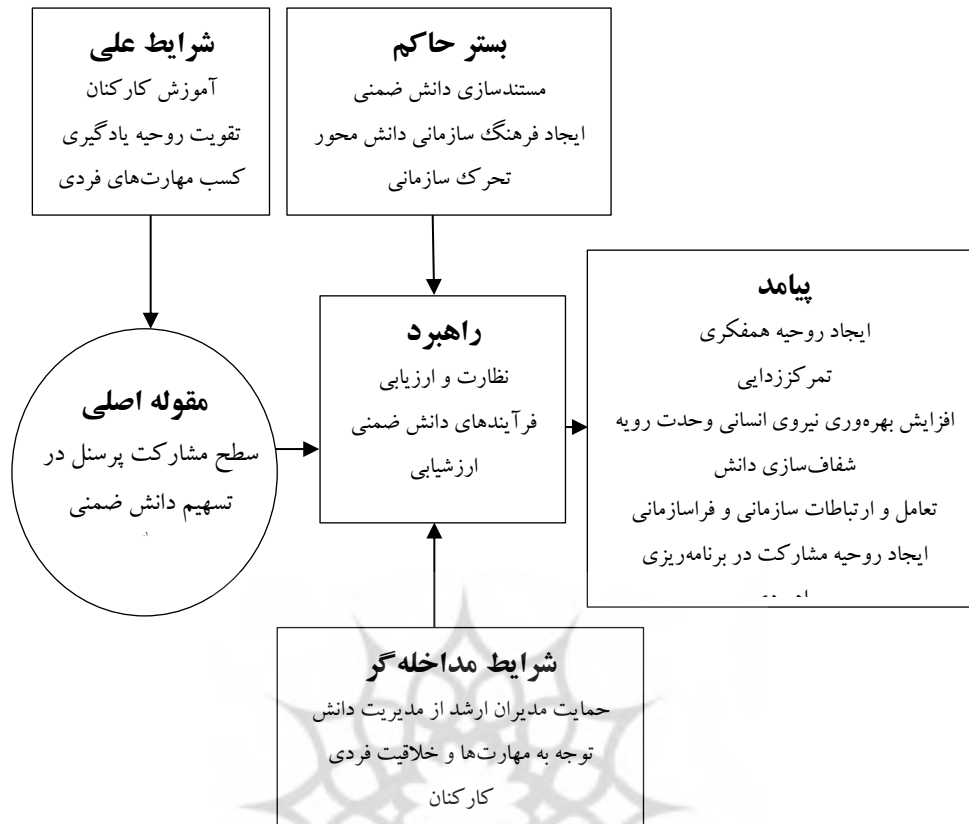 شرایط علی
آموزش کارکنان
تقویت روحیه یادگیری
کسب مهارت‌های فردی
بستر حاکم
مستندسازی دانش ضمنی
ایجاد فرهنگ سازمانی دانش محور
تحرک سازمانی
مقوله اصلی
سطح مشارکت پرسنل در
تسهیم دانش ضمنی
راهبرد
نظارت و ارزیابی
فرآیندهای دانش ضمنی
ارزشیابی
پیامد
ایجاد روحیه همفکری
تمرکززدایی
افزایش بهره‌وری نیروی انسانی وحدت رویه
شفاف‌سازی دانش
تعامل و ارتباطات سازمانی و فراسازمانی
ایجاد روحیه مشارکت در برنامه‌ریزی
شرایط مداخله‌گر
حمایت مدیران ارشد از مدیریت دانش
توجه به مهارت‌ها و خلاقیت فردی
کارکنان